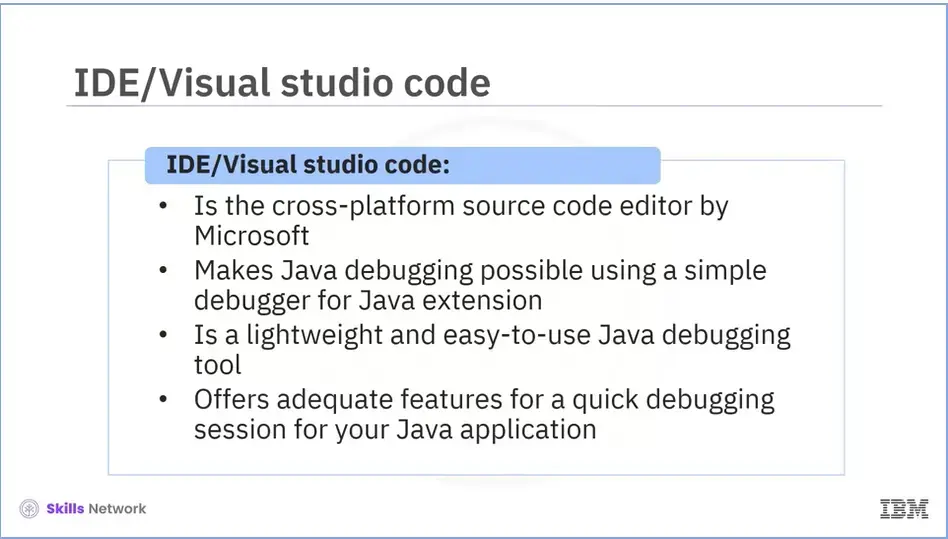 IDE/Visual studio code
IDE/Visual studio code:
• Is the cross-platform source code editor by
Microsoft
• Makes Java debugging possible using a simple
debugger for Java extension
• Is a lightweight and easy-to-use Java debugging
tool
• Offers adequate features for a quick debugging
session for your Java application
Skills Network
IBM